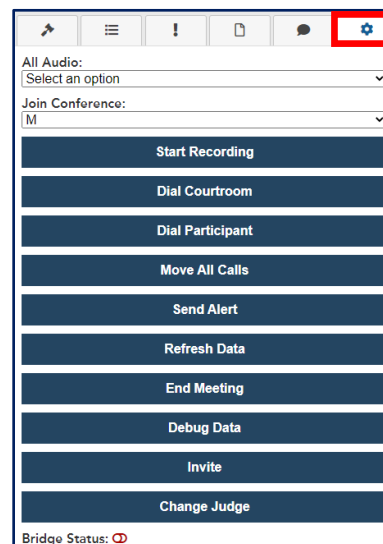 All Audio:
Select an option
Join Conference:
M
Start Recording
Dial Courtroom
Dial Participant
Move All Calls
Send Alert
Refresh Data
End Meeting
Debug Data
Invite
Change Judge
Bridge Status: